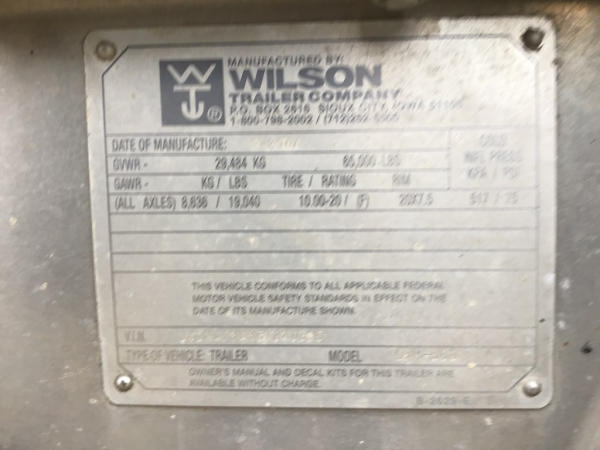 MANUFACTURED BY:
WTC ®
WILSON
TRAILER COMPANY
P.O. BOX 2616 SIOUX CITY, IOWA
1-800-798-2002 / (712)252-6500
DATE OF MANUFACTURE:
COLD
GVWR - 29,484 KG 65,000 LBS
INFL PRESS
GAWR - KG / LBS TIRE / RATING RIM KPA / PSI
(ALL AXLES) 8,636 / 19,040 10.00-20 / (F) 20X7.5 517 / 75
THIS VEHICLE CONFORMS TO ALL APPLICABLE FEDERAL
MOTOR VEHICLE SAFETY STANDARDS IN EFFECT ON THE
DATE OF ITS MANUFACTURE SHOWN.
V.I.N.
TYPE OF VEHICLE: TRAILER MODEL
OWNER'S MANUAL AND DECAL KITS FOR THIS TRAILER ARE
AVAILABLE WITHOUT CHARGE.